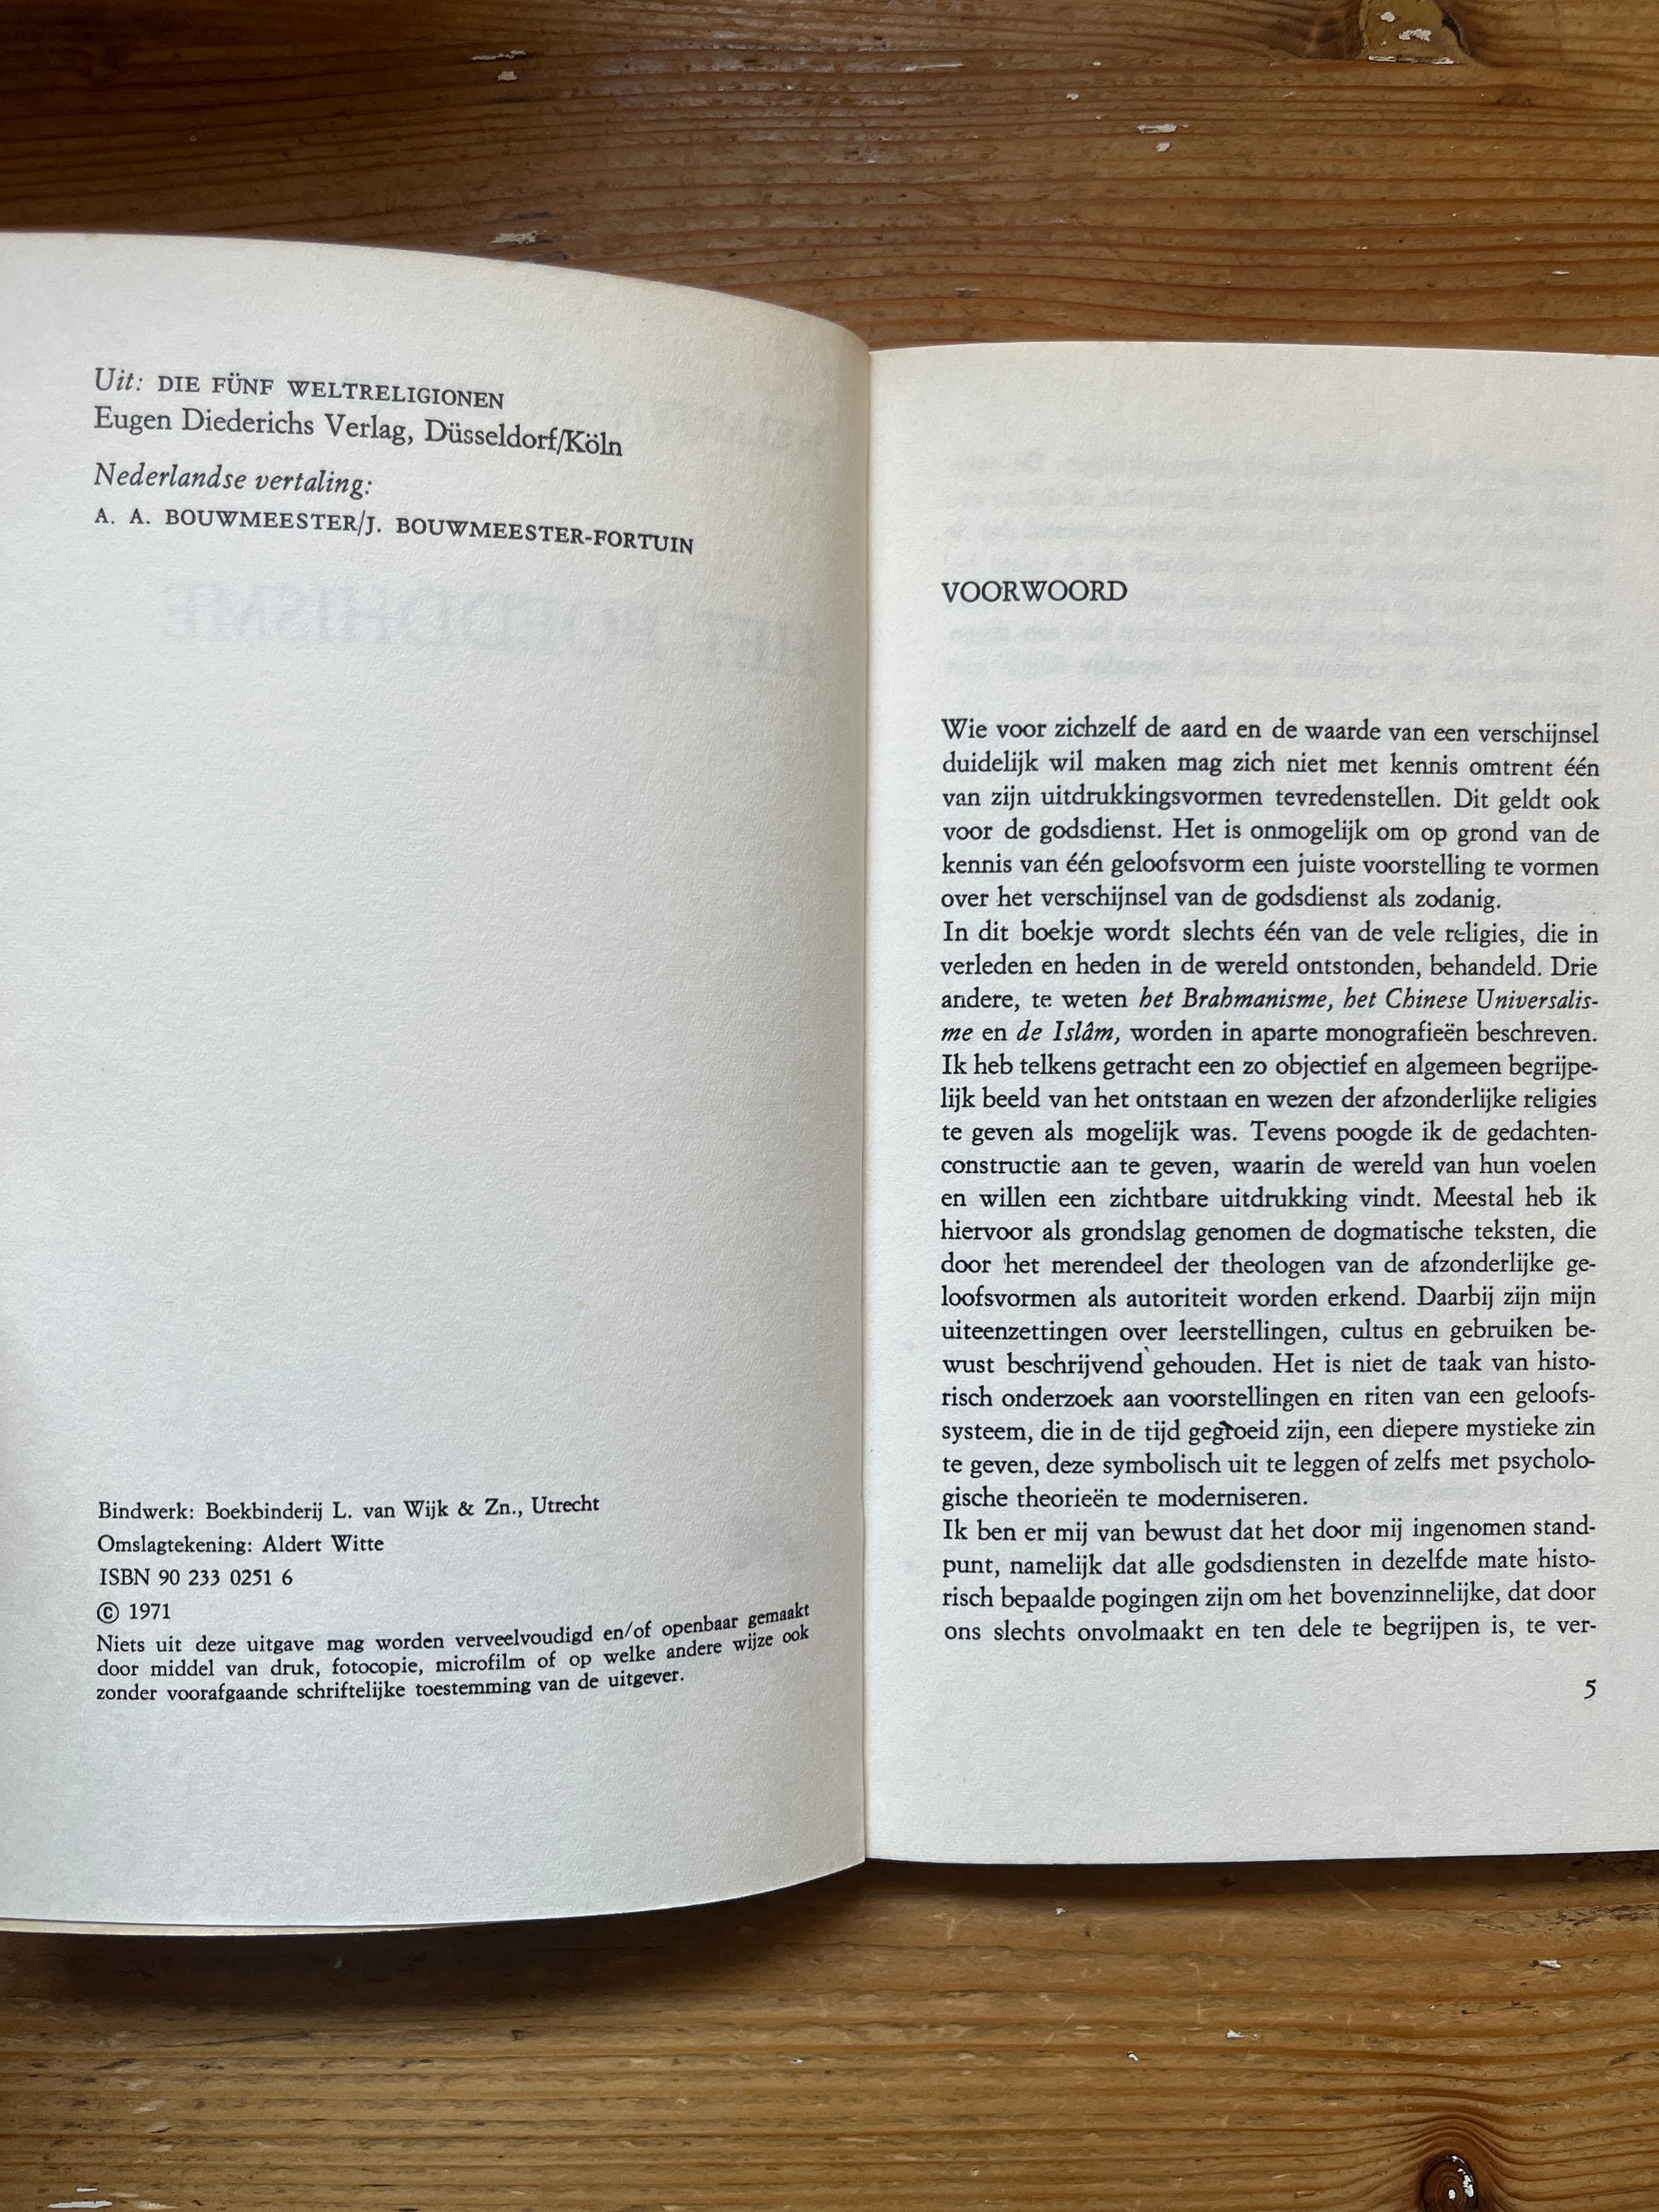 Uit: DIE FÜNF WELTRELIGIONEN
Eugen Diederichs Verlag, Düsseldorf/Köln
Nederlandse vertaling:
A. A. BOUWMEESTER/J. BOUWMEESTER-FORTUIN
HET BOEDDHISME
Bindwerk: Boekbinderij L. van Wijk & Zn., Utrecht
Omslagtekening: Aldert Witte
ISBN 90 233 0251 6
© 1971
Niets uit deze uitgave mag worden verveelvoudigd en/of openbaar gemaakt
door middel van druk, fotocopie, microfilm of op welke andere wijze ook
zonder voorafgaande schriftelijke toestemming van de uitgever.
VOORWOORD
Wie voor zichzelf de aard en de waarde van een verschijnsel
duidelijk wil maken mag zich niet met kennis omtrent één
van zijn uitdrukkingsvormen tevredenstellen. Dit geldt ook
voor de godsdienst. Het is onmogelijk om op grond van de
kennis van één geloofsvorm een juiste voorstelling te vormen
over het verschijnsel van de godsdienst als zodanig.
In dit boekje wordt slechts één van de vele religies, die in
verleden en heden in de wereld ontstonden, behandeld. Drie
andere, te weten het Brahmanisme, het Chinese Universalis-
me en de Islâm, worden in aparte monografieën beschreven.
Ik heb telkens getracht een zo objectief en algemeen begrijpe-
lijk beeld van het ontstaan en wezen der afzonderlijke religies
te geven als mogelijk was. Tevens poogde ik de gedachten-
constructie aan te geven, waarin de wereld van hun voelen
en willen een zichtbare uitdrukking vindt. Meestal heb ik
hiervoor als grondslag genomen de dogmatische teksten, die
door het merendeel der theologen van de afzonderlijke ge-
loofsvormen als autoriteit worden erkend. Daarbij zijn mijn
uiteenzettingen over leerstellingen, cultus en gebruiken be-
wust beschrijvend gehouden. Het is niet de taak van histo-
risch onderzoek aan voorstellingen en riten van een geloofs-
systeem, die in de tijd gegroeid zijn, een diepere mystieke zin
te geven, deze symbolisch uit te leggen of zelfs met psycholo-
gische theorieën te moderniseren.
Ik ben er mij van bewust dat het door mij ingenomen stand-
punt, namelijk dat alle godsdiensten in dezelfde mate histo-
risch bepaalde pogingen zijn om het bovenzinnelijke, dat door
ons slechts onvolmaakt en ten dele te begrijpen is, te ver-
5